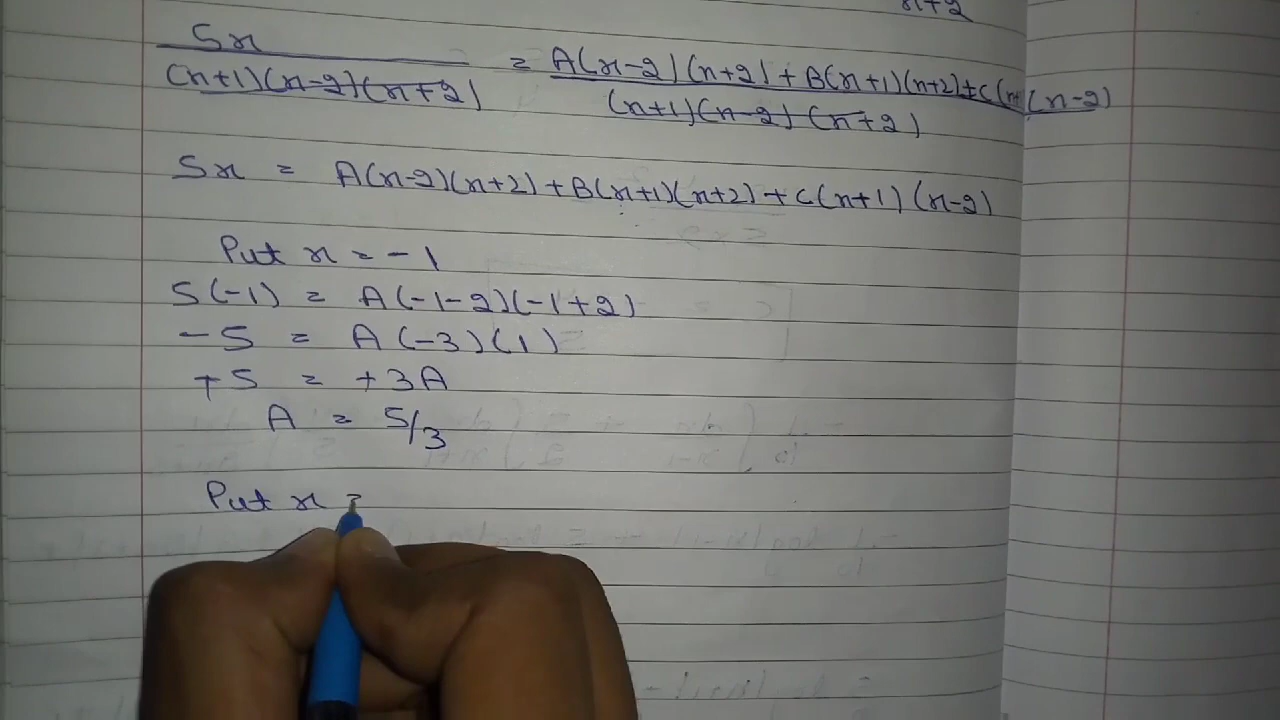 x+2
5x / (x+1)(x-2)(x+2) = A(x-2)(x+2)+B(x+1)(x+2)+C(x+1)(x-2) / (x+1)(x-2)(x+2)
5x = A(x-2)(x+2)+B(x+1)(x+2)+C(x+1)(x-2)
Put x = -1
5(-1) = A(-1-2)(-1+2)
-5 = A(-3)(1)
+5 = +3A
A = 5/3
Put x =